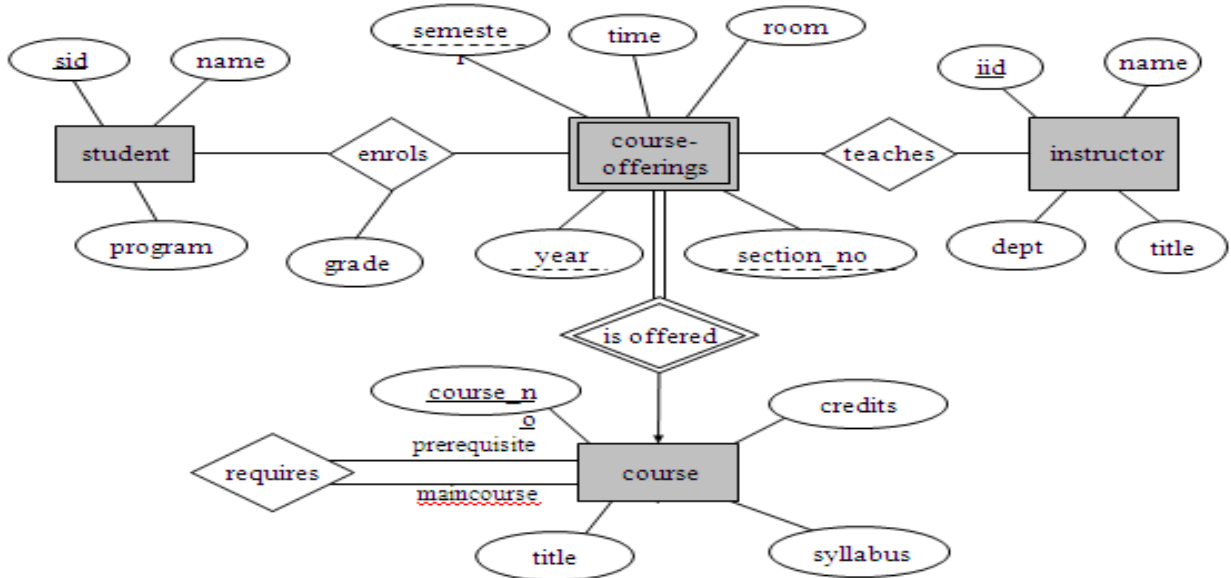 semeste
r
time
room
sid
name
iid
name
student
enrols
course-
offerings
teaches
instructor
program
grade
year
section_no
dept
title
is offered
course_n
o
credits
prerequisite
requires
course
maincourse
title
syllabus